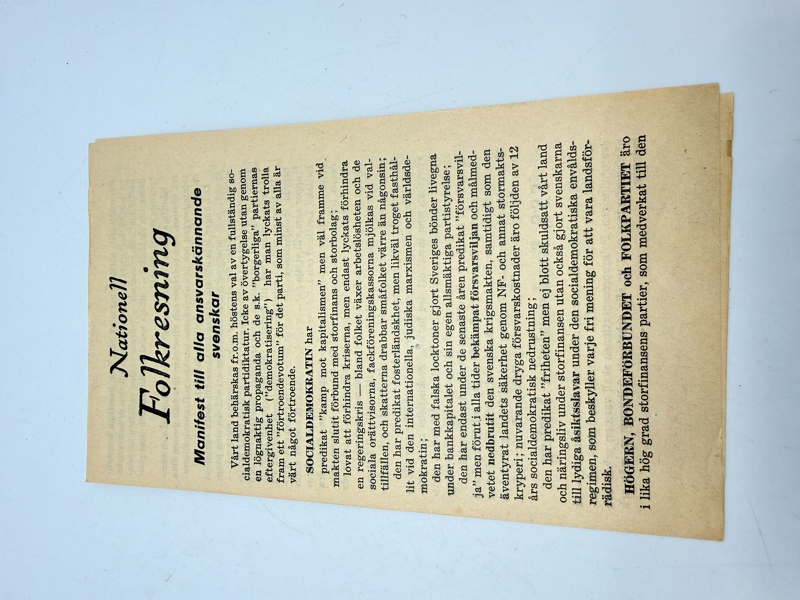 Nationell
Folkresning
Manifest till alla ansvarskännande
svenskar
Vårt land behärskas fr.o.m. höstens val av en fullständig so-
cialdemokratisk partidiktatur. Icke av övertygelse utan genom
en lögnaktig propaganda och de s.k. "borgerliga" partiernas
eftergivenhet ("demokratisering") har man lyckats trolla
fram ett "förtroendevotum" för det parti, som minst av alla är
värt något förtroende.
SOCIALDEMOKRATIN har
predikat "kamp mot kapitalismen" men väl framme vid
makten slutit förbund med storfinans och storbolag;
lovat att förhindra kriserna, men endast lyckats förhindra
en regeringskris — bland folket växer arbetslösheten och de
sociala orättvisorna, fackföreningskassorna mjölkas vid val-
tillfällen, och skatterna drabbar småfolket värre än någonsin;
den har predikat fosterländskhet, men likväl troget fasthål-
lit vid den internationella, judiska marxismen och världsde-
mokratin;
den har med falska locktoner gjort Sveriges bönder livegna
under bankkapitalet och sin egen allsmäktiga partistyrelse;
den har endast under de senaste åren predikat "försvarsvil-
ja" men förut i alla tider bekämpat försvarsviljan och målmed-
vetet nedbrutit den svenska krigsmakten, samtidigt som den
äventyrat landets säkerhet genom NF- och annat stormakts-
kryperi; nuvarande dryga försvarskostnader äro följden av 12
års socialdemokratisk nedrustning;
den har predikat "friheten" men ej blott skuldsatt vårt land
och näringsliv under storfinansen utan också gjort svenskarna
till lydiga åsiktsslavar under den socialdemokratiska envålds-
regimen, som beskyller varje fri mening för att vara landsför-
rädisk.
HÖGERN, BONDEFÖRBUNDET och FOLKPARTIET äro
i lika hög grad storfinansens partier, som medverkat till den